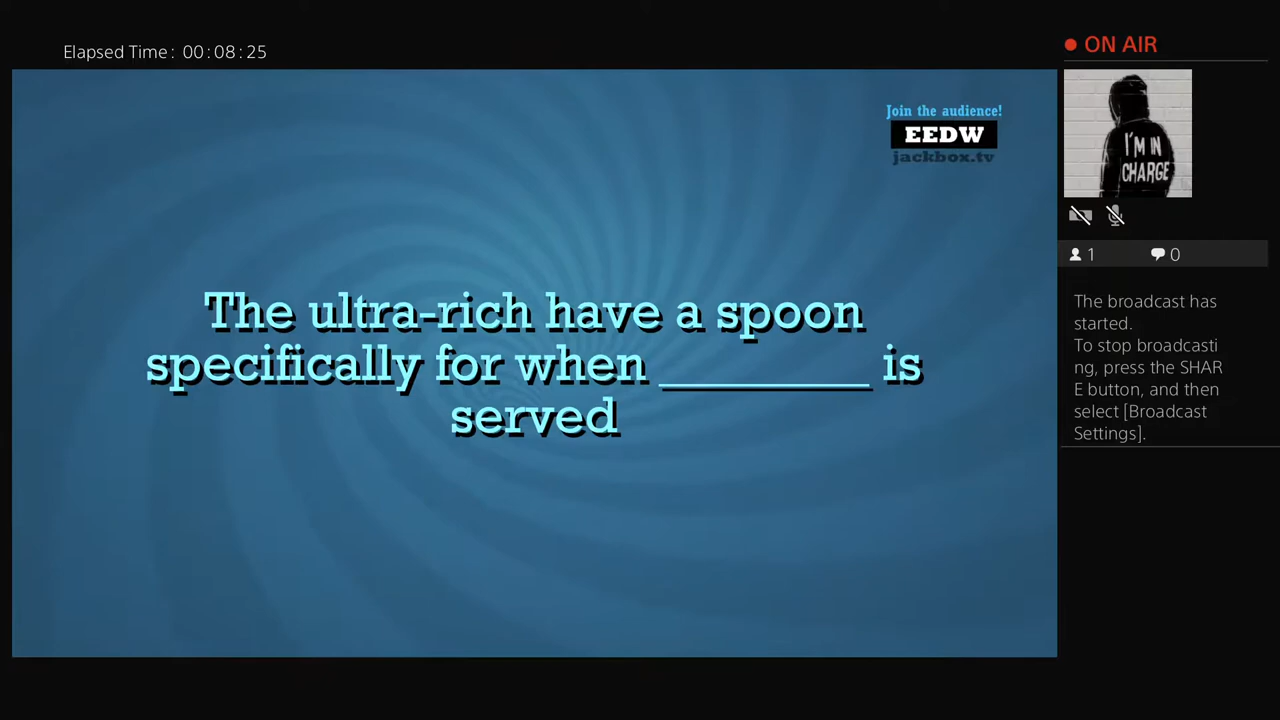 Elapsed Time: 00:08:25
ON AIR
Join the audience!
EEDW
jackbox.tv
I'M IN
CHARGE
1
0
The ultra-rich have a spoon
specifically for when ________ is
served
The broadcast has
started.
To stop broadcasti
ng, press the SHAR
E button, and then
select [Broadcast
Settings].